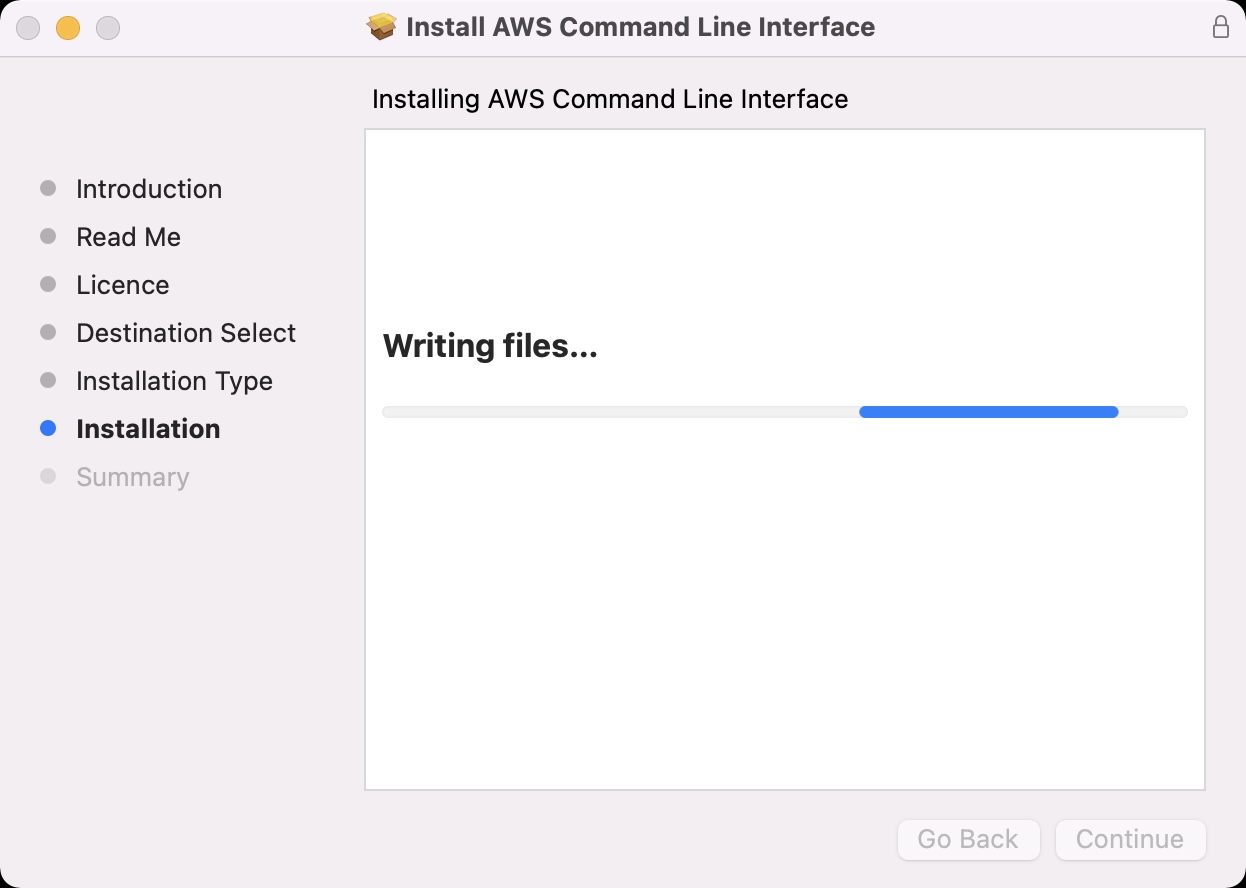 Install AWS Command Line Interface
Installing AWS Command Line Interface
Introduction
Read Me
Licence
Destination Select
Installation Type
Installation
Summary
Writing files...
Go Back
Continue